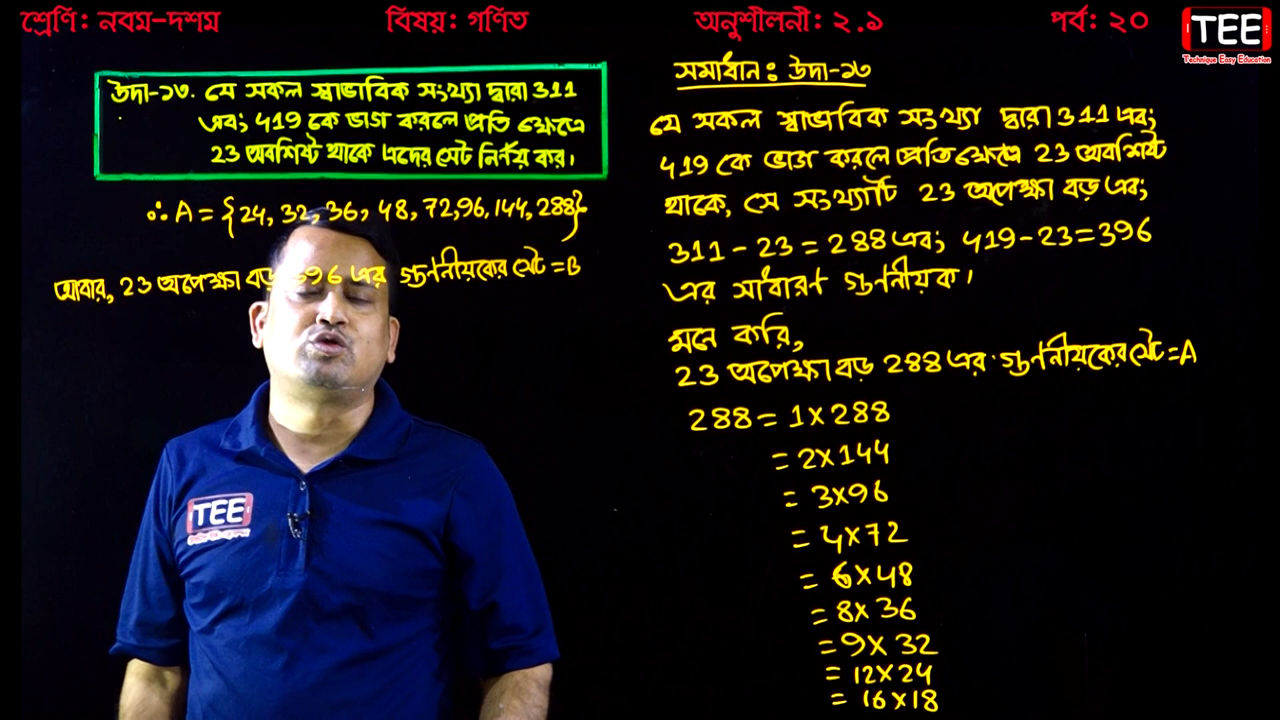 শ্রেণি: নবম-দশম
বিষয়: গণিত
অনুশীলনী: ২.১
পর্ব: ২০
TEE
Technique Easy Education
উদা-১৩. যে সকল স্বাভাবিক সংখ্যা দ্বারা 311
এবং 419 কে ভাগ করলে প্রতি ক্ষেত্রে
23 অবশিষ্ট থাকে এদের সেট নির্ণয় কর।
∴ A = {24, 32, 36, 48, 72, 96, 144, 288}
আবার, 23 অপেক্ষা বড় 396 এর গুণনীয়কের সেট = B
TEE
সমাধান: উদা-১৩
যে সকল স্বাভাবিক সংখ্যা দ্বারা 311 এবং
419 কে ভাগ করলে প্রতিক্ষেত্রে 23 অবশিষ্ট
থাকে, সে সংখ্যাটি 23 অপেক্ষা বড় এবং
311 - 23 = 288 এবং 419 - 23 = 396
এর সাধারণ গুণনীয়ক।
মনে করি,
23 অপেক্ষা বড় 288 এর গুণনীয়কের সেট = A
288 = 1 x 288
= 2 x 144
= 3 x 96
= 4 x 72
= 6 x 48
= 8 x 36
= 9 x 32
= 12 x 24
= 16 x 18